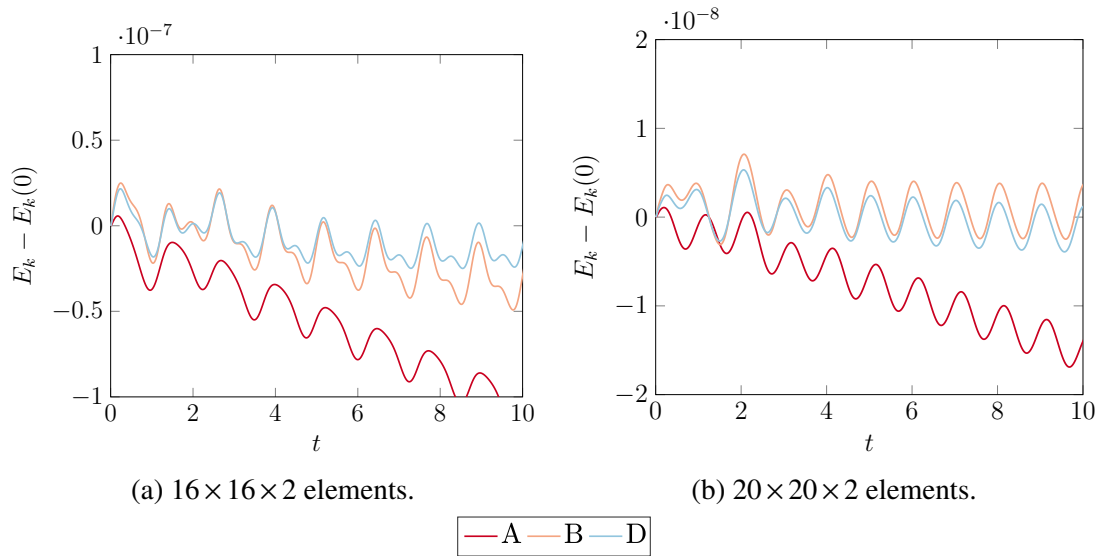 ·10⁻⁷
1
0.5
0
−0.5
−1
E_k − E_k(0)
0 2 4 6 8 10
t
(a) 16×16×2 elements.
·10⁻⁸
2
1
0
−1
−2
E_k − E_k(0)
0 2 4 6 8 10
t
(b) 20×20×2 elements.
A B D